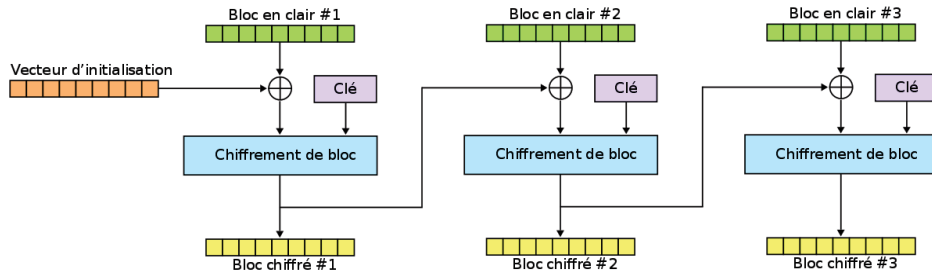 Bloc en clair #1
Bloc en clair #2
Bloc en clair #3
Vecteur d'initialisation
Clé
Clé
Clé
Chiffrement de bloc
Chiffrement de bloc
Chiffrement de bloc
Bloc chiffré #1
Bloc chiffré #2
Bloc chiffré #3